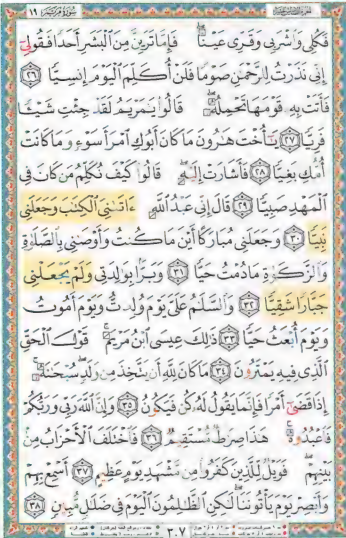 سُورَةُ مَرْيَمَ ١٩
فَكُلِى وَٱشْرَبِى وَقَرِّى عَيْنًا ۖ فَإِمَّا تَرَيِنَّ مِنَ ٱلْبَشَرِ أَحَدًا فَقُولِىٓ
إِنِّى نَذَرْتُ لِلرَّحْمَـٰنِ صَوْمًا فَلَنْ أُكَلِّمَ ٱلْيَوْمَ إِنسِيًّا ٢٦
فَأَتَتْ بِهِۦ قَوْمَهَا تَحْمِلُهُۥ ۖ قَالُوا۟ يَـٰمَرْيَمُ لَقَدْ جِئْتِ شَيْـًٔا
فَرِيًّا ٢٧ يَـٰٓأُخْتَ هَـٰرُونَ مَا كَانَ أَبُوكِ ٱمْرَأَ سَوْءٍ وَمَا كَانَتْ
أُمُّكِ بَغِيًّا ٢٨ فَأَشَارَتْ إِلَيْهِ ۖ قَالُوا۟ كَيْفَ نُكَلِّمُ مَن كَانَ فِى
ٱلْمَهْدِ صَبِيًّا ٢٩ قَالَ إِنِّى عَبْدُ ٱللَّهِ ءَاتَىٰنِىَ ٱلْكِتَـٰبَ وَجَعَلَنِى
نَبِيًّا ٣٠ وَجَعَلَنِى مُبَارَكًا أَيْنَ مَا كُنتُ وَأَوْصَـٰنِى بِٱلصَّلَوٰةِ
وَٱلزَّكَوٰةِ مَا دُمْتُ حَيًّا ٣١ وَبَرًّۢا بِوَٰلِدَتِى وَلَمْ يَجْعَلْنِى
جَبَّارًا شَقِيًّا ٣٢ وَٱلسَّلَـٰمُ عَلَىَّ يَوْمَ وُلِدتُّ وَيَوْمَ أَمُوتُ
وَيَوْمَ أُبْعَثُ حَيًّا ٣٣ ذَٰلِكَ عِيسَى ٱبْنُ مَرْيَمَ ۚ قَوْلَ ٱلْحَقِّ
ٱلَّذِى فِيهِ يَمْتَرُونَ ٣٤ مَا كَانَ لِلَّهِ أَن يَتَّخِذَ مِن وَلَدٍ ۖ سُبْحَـٰنَهُۥٓ ۚ
إِذَا قَضَىٰٓ أَمْرًا فَإِنَّمَا يَقُولُ لَهُۥ كُن فَيَكُونُ ٣٥ وَإِنَّ ٱللَّهَ رَبِّى وَرَبُّكُمْ
فَٱعْبُدُوهُ ۚ هَـٰذَا صِرَٰطٌ مُّسْتَقِيمٌ ٣٦ فَٱخْتَلَفَ ٱلْأَحْزَابُ مِنۢ
بَيْنِهِمْ ۖ فَوَيْلٌ لِّلَّذِينَ كَفَرُوا۟ مِن مَّشْهَدِ يَوْمٍ عَظِيمٍ ٣٧ أَسْمِعْ بِهِمْ
وَأَبْصِرْ يَوْمَ يَأْتُونَنَا ۖ لَـٰكِنِ ٱلظَّـٰلِمُونَ ٱلْيَوْمَ فِى ضَلَـٰلٍ مُّبِينٍ ٣٨
٣٠٧